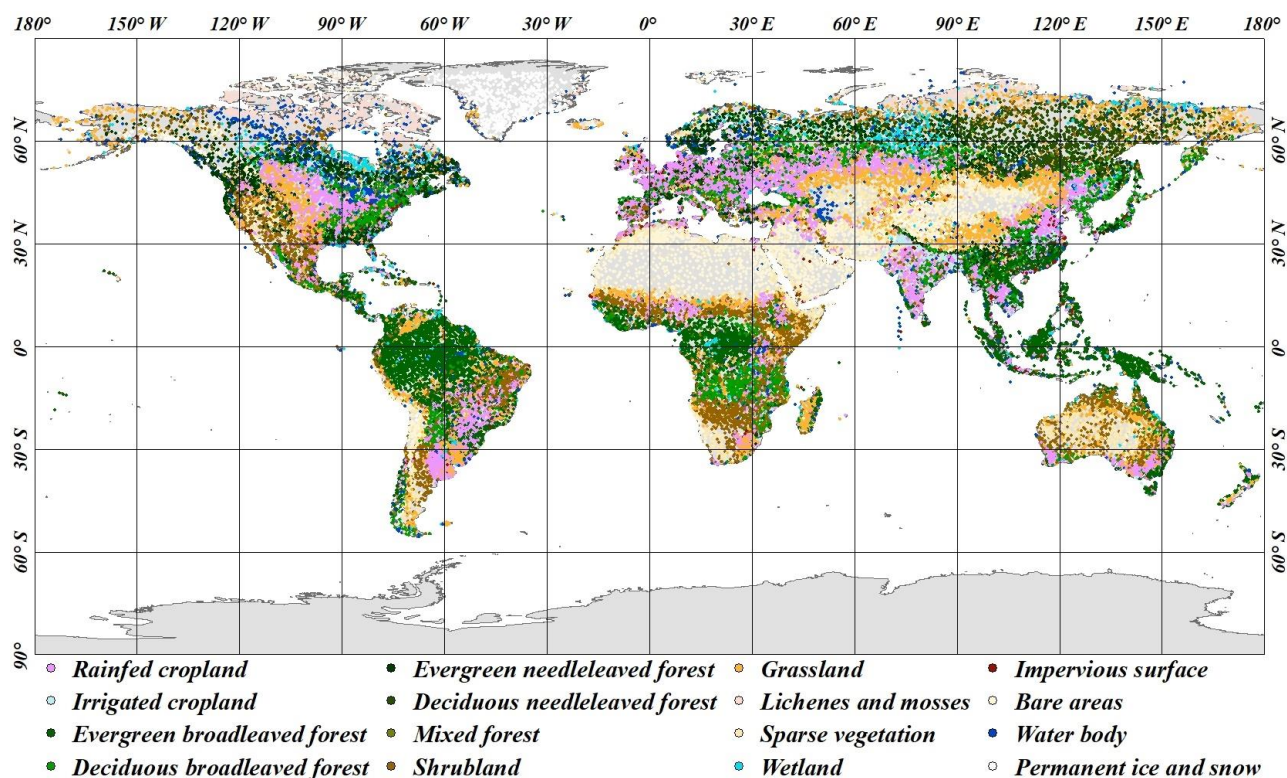 180° 150° W 120° W 90° W 60° W 30° W 0° 30° E 60° E 90° E 120° E 150° E 180°
60° N 60° N
30° N 30° N
0° 0°
30° S 30° S
60° S 60° S
90°
Rainfed cropland Evergreen needleleaved forest Grassland Impervious surface
Irrigated cropland Deciduous needleleaved forest Lichenes and mosses Bare areas
Evergreen broadleaved forest Mixed forest Sparse vegetation Water body
Deciduous broadleaved forest Shrubland Wetland Permanent ice and snow